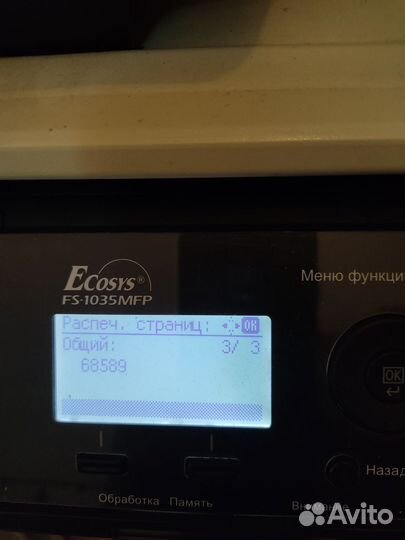 ECOSYS®
FS-1035MFP
Меню функци
Распеч. страниц: OK
Общий: 3/ 3
68589
OK
Назад
Обработка Память
Avito